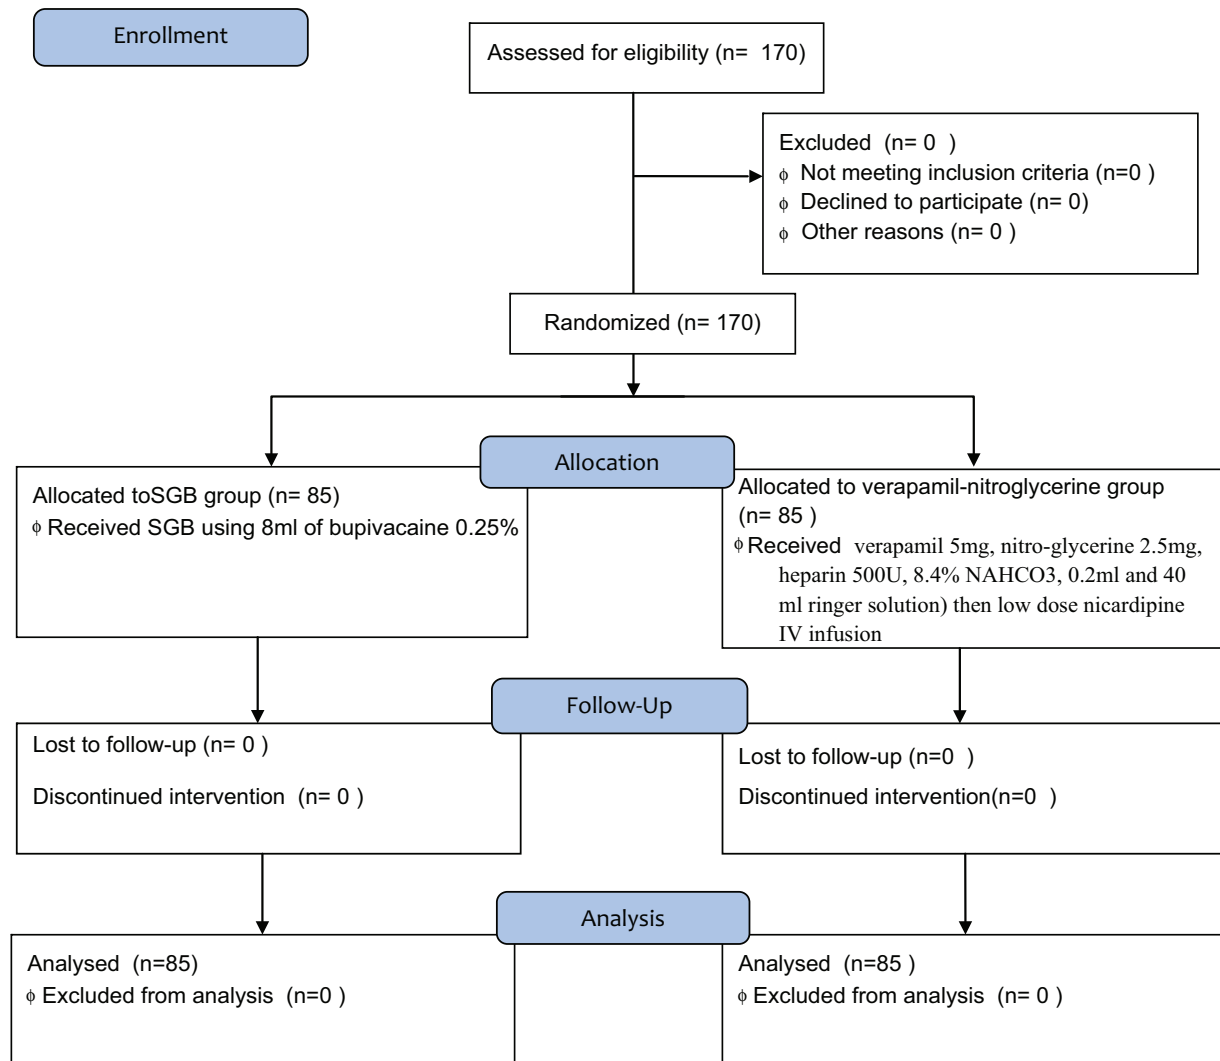 Enrollment
Assessed for eligibility (n= 170)
Excluded (n= 0 )
ϕ Not meeting inclusion criteria (n=0 )
ϕ Declined to participate (n= 0)
ϕ Other reasons (n= 0 )
Randomized (n= 170)
Allocation
Allocated toSGB group (n= 85)
ϕ Received SGB using 8ml of bupivacaine 0.25%
Allocated to verapamil-nitroglycerine group
(n= 85 )
ϕ Received verapamil 5mg, nitro-glycerine 2.5mg,
heparin 500U, 8.4% NAHCO3, 0.2ml and 40
ml ringer solution) then low dose nicardipine
IV infusion
Follow-Up
Lost to follow-up (n= 0 )
Discontinued intervention (n= 0 )
Lost to follow-up (n=0 )
Discontinued intervention(n=0 )
Analysis
Analysed (n=85)
ϕ Excluded from analysis (n=0 )
Analysed (n=85 )
ϕ Excluded from analysis (n= 0 )